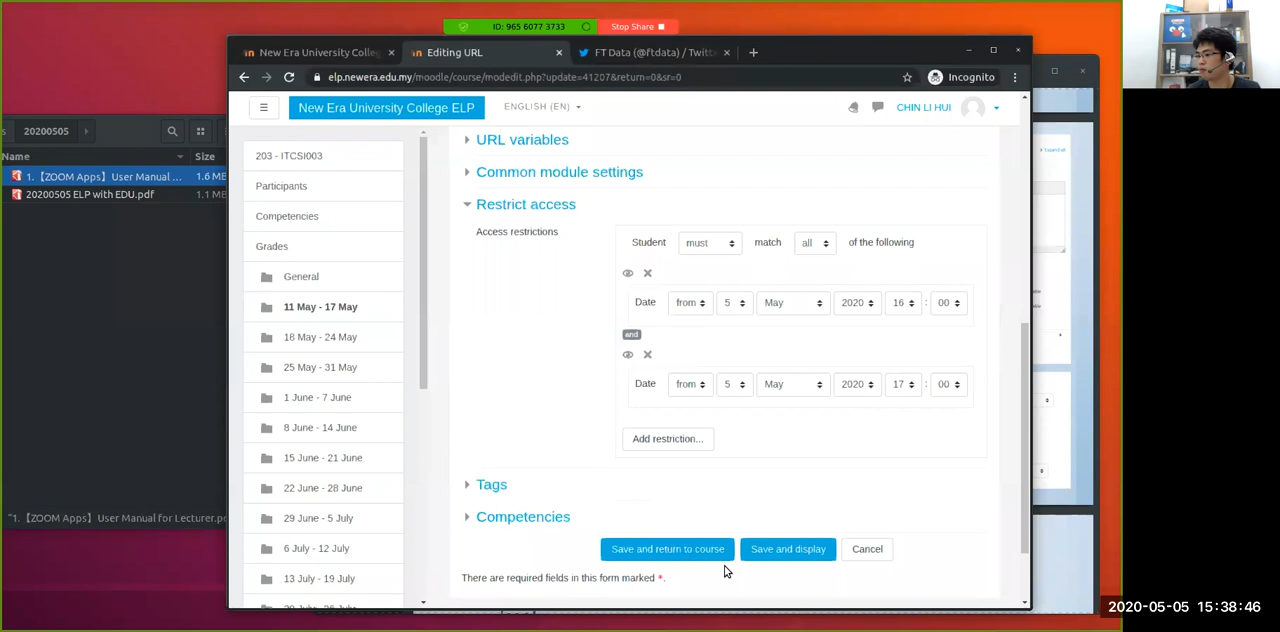 ID: 965 6077 3733
Stop Share
New Era University Colleg
Editing URL
FT Data (@ftdata) / Twitt
elp.newera.edu.my/moodle/course/modedit.php?update=41207&return=0&sr=0
Incognito
New Era University College ELP
ENGLISH (EN)
CHIN LI HUI
20200505
Name
Size
1.【ZOOM Apps】User Manual ...
1.6 MB
20200505 ELP with EDU.pdf
1.1 MB
"1.【ZOOM Apps】User Manual for Lecturer.p
203 - ITCSI003
Participants
Competencies
Grades
General
11 May - 17 May
18 May - 24 May
25 May - 31 May
1 June - 7 June
8 June - 14 June
15 June - 21 June
22 June - 28 June
29 June - 5 July
6 July - 12 July
13 July - 19 July
URL variables
Common module settings
Restrict access
Access restrictions
Student must match all of the following
Date from 5 May 2020 16 : 00
and
Date from 5 May 2020 17 : 00
Add restriction...
Tags
Competencies
Save and return to course
Save and display
Cancel
There are required fields in this form marked *.
2020-05-05 15:38:46